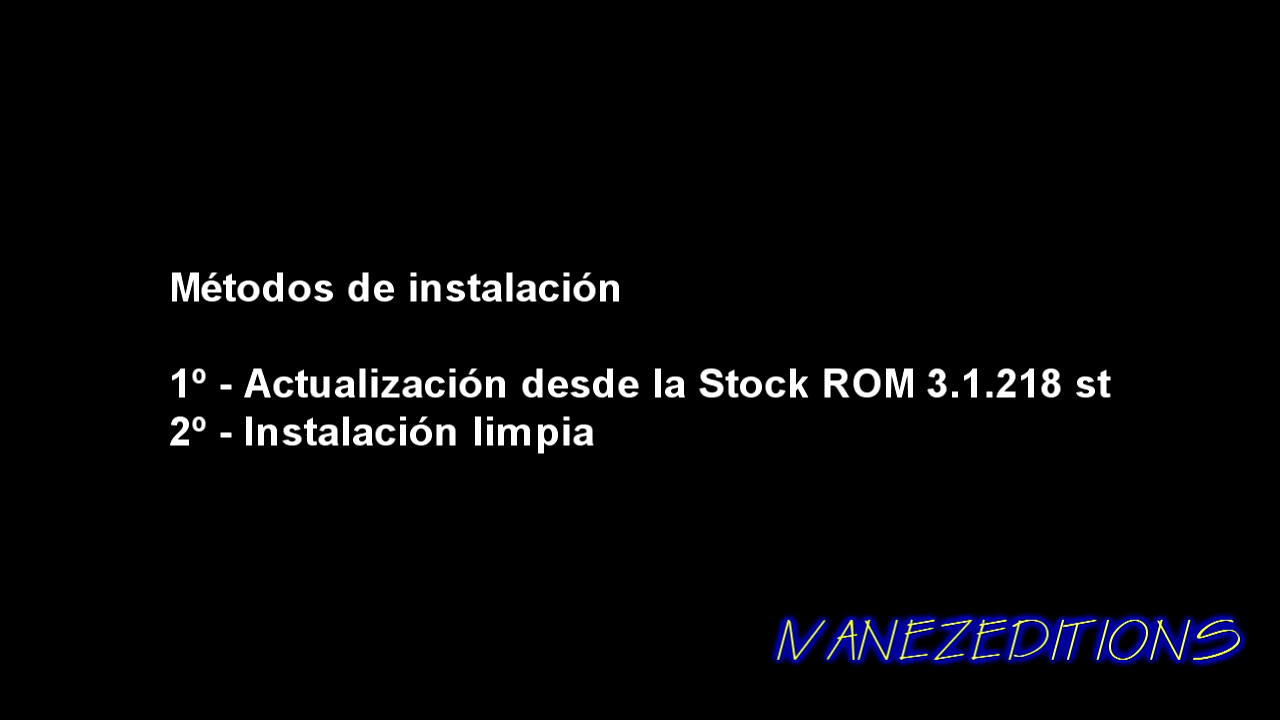 Métodos de instalación
1º - Actualización desde la Stock ROM 3.1.218 st
2º - Instalación limpia
IVANEZEDITIONS